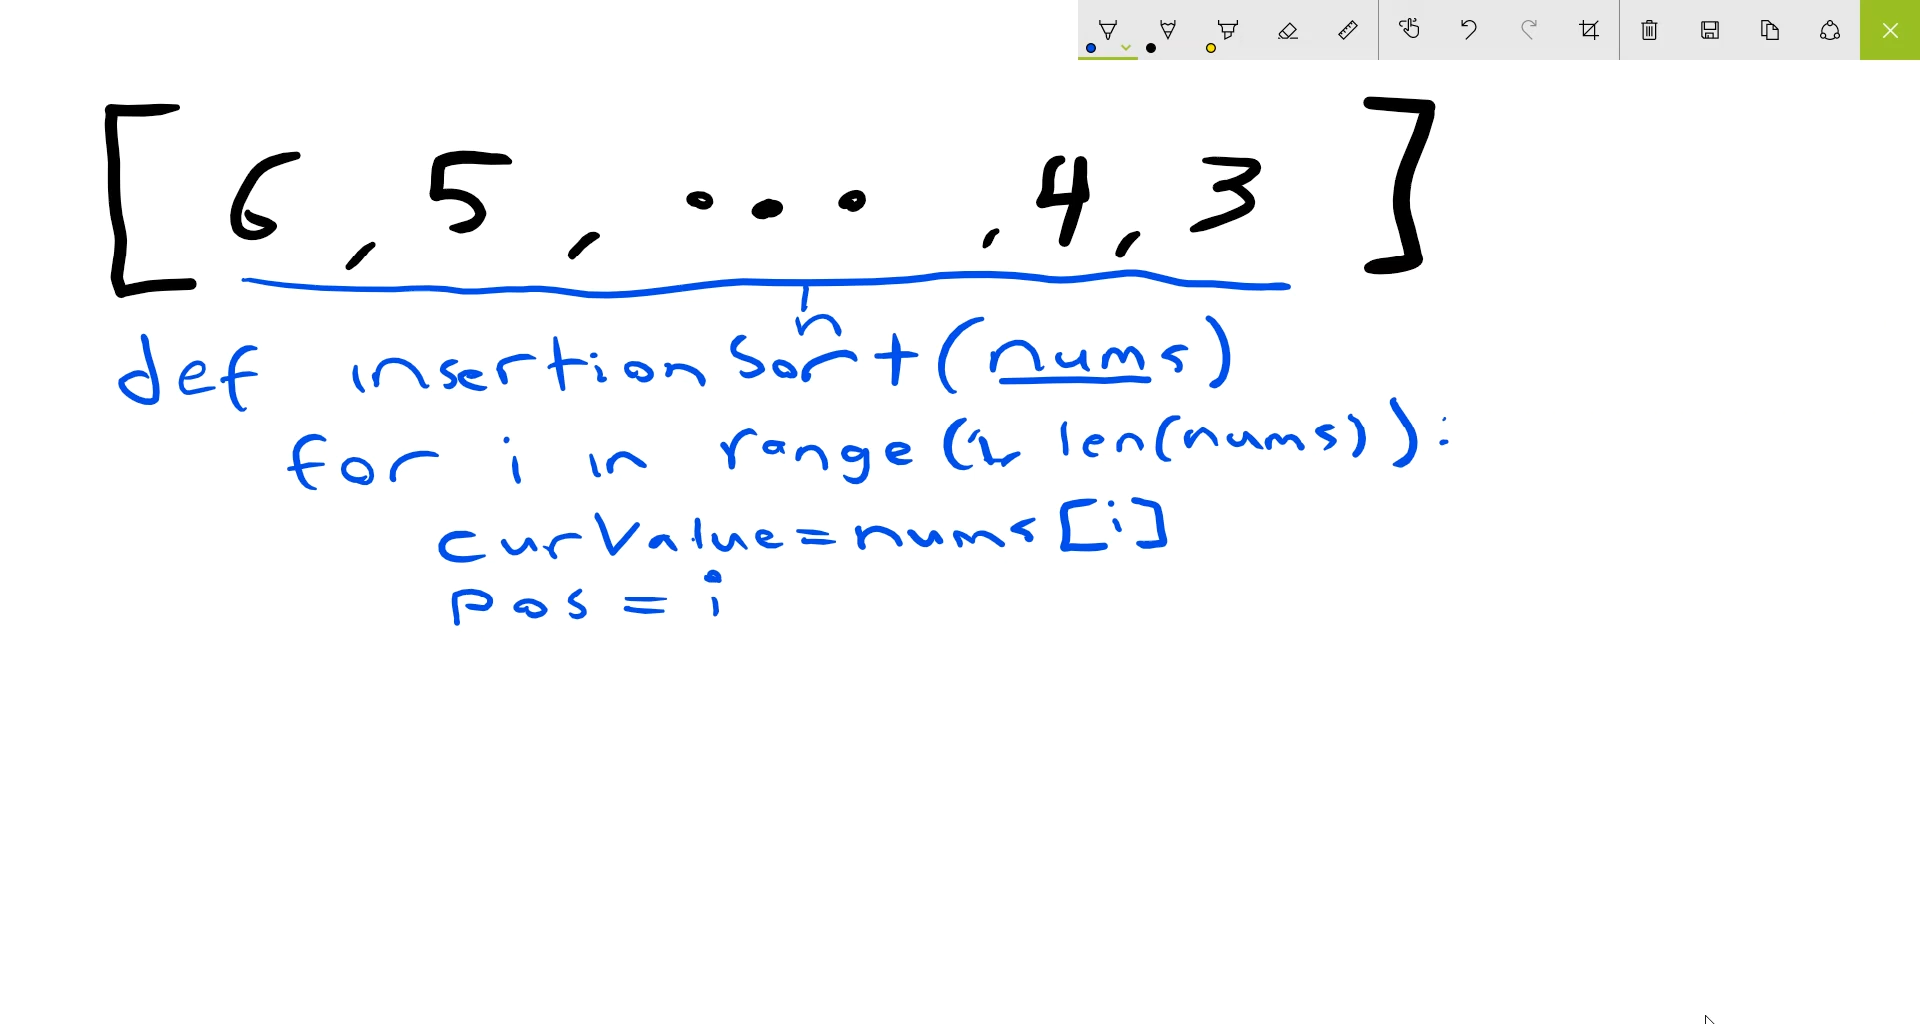 [6, 5, ... , 4, 3]
n
def insertionSort(nums)
for i in range(1, len(nums)):
curValue=nums[i]
pos = i